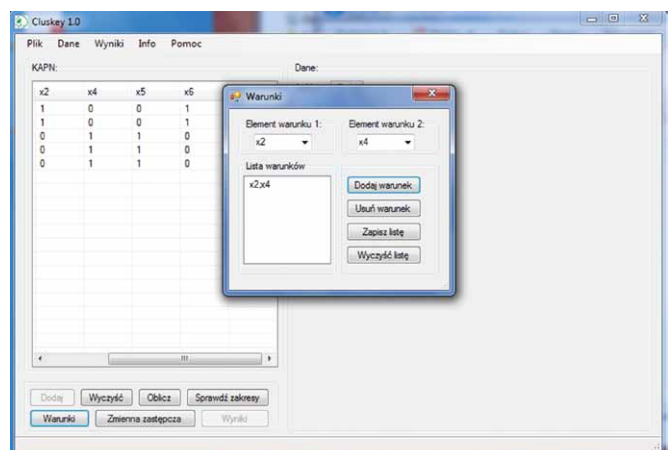 Cluskey 1.0
Plik Dane Wyniki Info Pomoc
KAPN:
Dane:
x2 x4 x5 x6
1 0 0 1
1 0 0 1
0 1 1 0
0 1 1 0
0 1 1 0
Warunki
Element warunku 1: Element warunku 2:
x2 x4
Lista warunków
x2;x4
Dodaj warunek
Usuń warunek
Zapisz listę
Wyczyść listę
Dodaj Wyczyść Oblicz Sprawdź zakresy
Warunki Zmienna zastępcza Wyniki